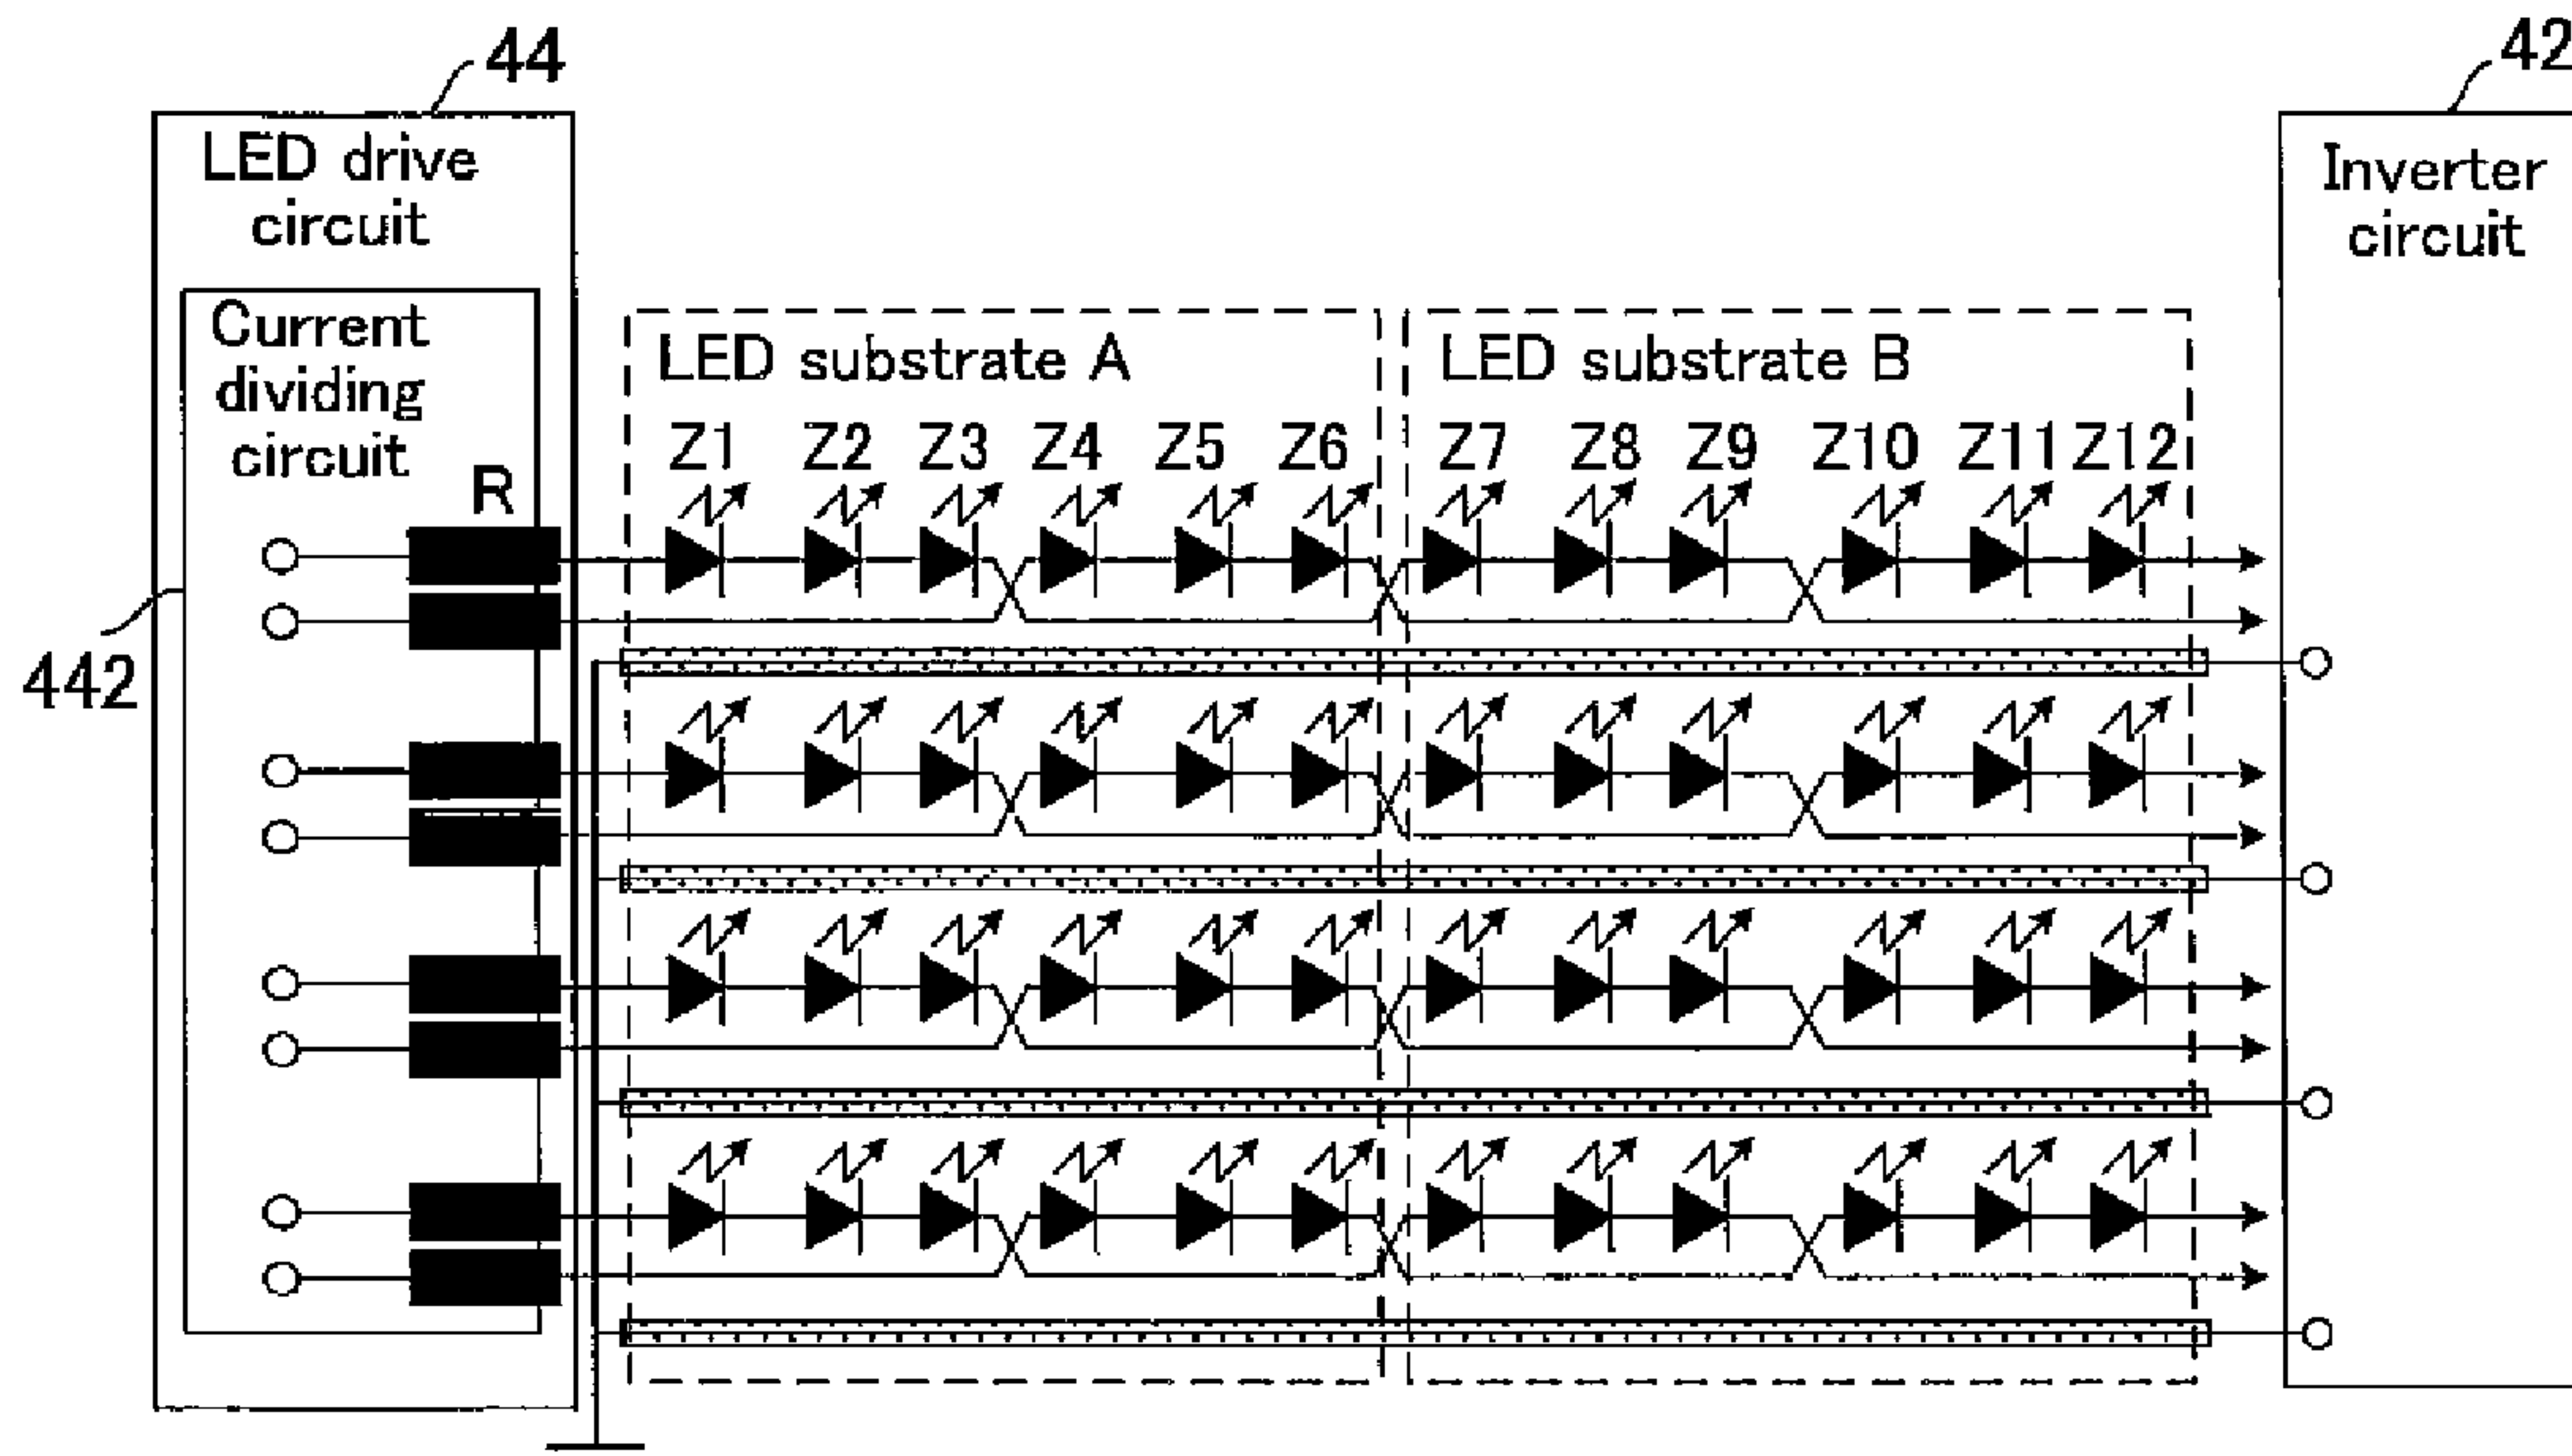 44
42
LED drive
circuit
Inverter
circuit
Current
dividing
circuit
R
442
LED substrate A
LED substrate B
Z1 Z2 Z3 Z4 Z5 Z6 Z7 Z8 Z9 Z10 Z11 Z12